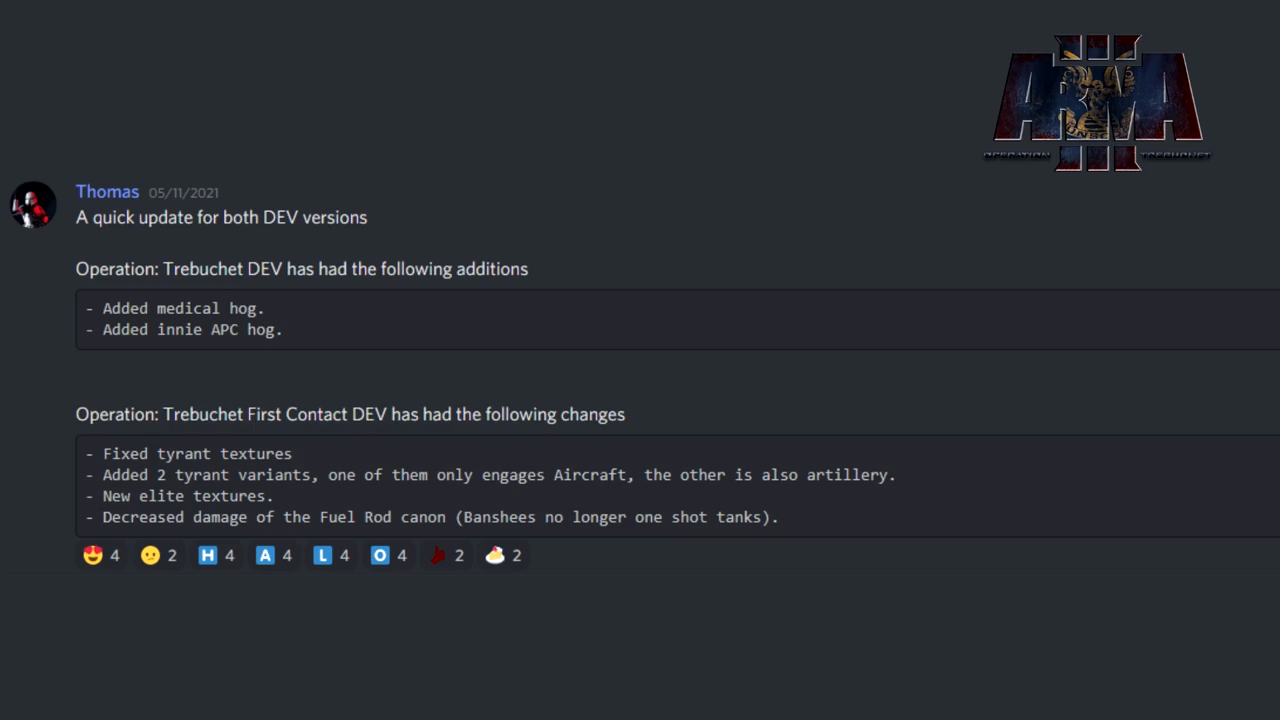 ARMA
III
OPERATION TREBUCHET
Thomas 05/11/2021
A quick update for both DEV versions
Operation: Trebuchet DEV has had the following additions
- Added medical hog.
- Added innie APC hog.
Operation: Trebuchet First Contact DEV has had the following changes
- Fixed tyrant textures
- Added 2 tyrant variants, one of them only engages Aircraft, the other is also artillery.
- New elite textures.
- Decreased damage of the Fuel Rod canon (Banshees no longer one shot tanks).
4 2 H 4 A 4 L 4 O 4 2 2